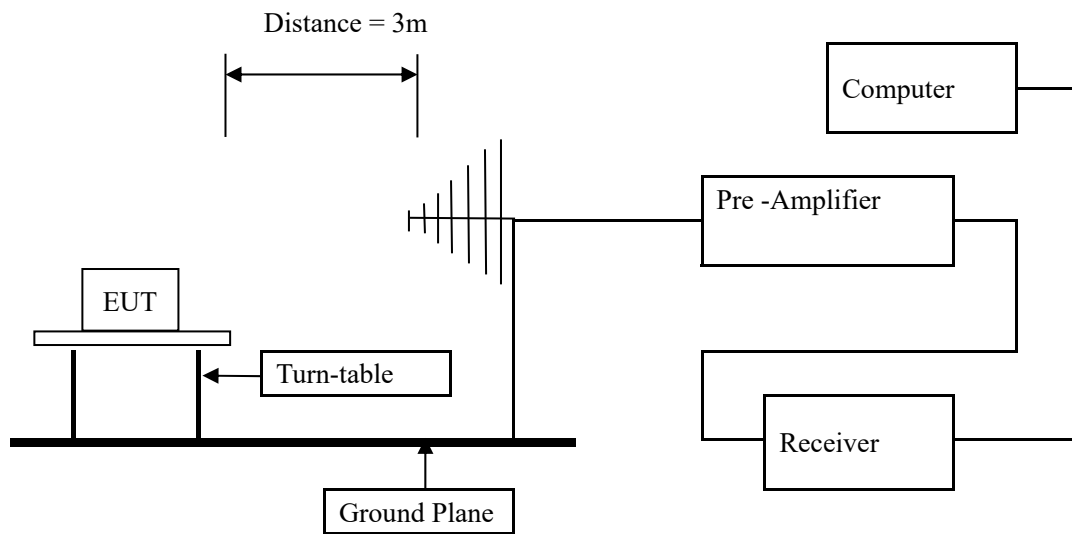 Distance = 3m
Computer
Pre -Amplifier
EUT
Turn-table
Receiver
Ground Plane